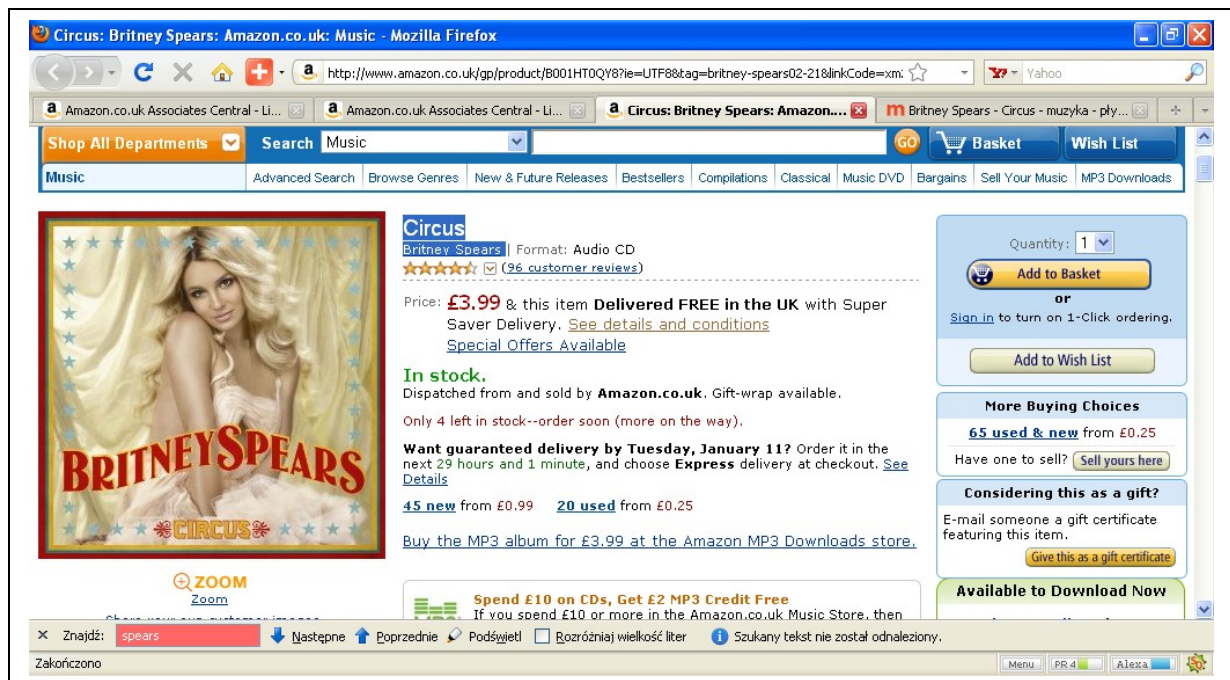 Circus: Britney Spears: Amazon.co.uk: Music - Mozilla Firefox
http://www.amazon.co.uk/gp/product/B001HT0QY8?ie=UTF8&tag=britney-spears02-21&linkCode=xm
Yahoo
Amazon.co.uk Associates Central - Li...
Amazon.co.uk Associates Central - Li...
Circus: Britney Spears: Amazon....
Britney Spears - Circus - muzyka - pły...
Shop All Departments
Search Music
GO
Basket
Wish List
Music
Advanced Search
Browse Genres
New & Future Releases
Bestsellers
Compilations
Classical
Music DVD
Bargains
Sell Your Music
MP3 Downloads
BRITNEY SPEARS
CIRCUS
ZOOM
Zoom
Circus
Britney Spears | Format: Audio CD
(96 customer reviews)
Price: £3.99 & this item Delivered FREE in the UK with Super
Saver Delivery. See details and conditions
Special Offers Available
In stock.
Dispatched from and sold by Amazon.co.uk. Gift-wrap available.
Only 4 left in stock--order soon (more on the way).
Want guaranteed delivery by Tuesday, January 11? Order it in the
next 29 hours and 1 minute, and choose Express delivery at checkout. See
Details
45 new from £0.99 20 used from £0.25
Buy the MP3 album for £3.99 at the Amazon MP3 Downloads store.
Spend £10 on CDs, Get £2 MP3 Credit Free
If you spend £10 or more in the Amazon.co.uk Music Store, then
Quantity: 1
Add to Basket
or
Sign in to turn on 1-Click ordering.
Add to Wish List
More Buying Choices
65 used & new from £0.25
Have one to sell? Sell yours here
Considering this as a gift?
E-mail someone a gift certificate
featuring this item.
Give this as a gift certificate
Available to Download Now
Znajdź: spears Następne Poprzednie Podświetl Rozróżniaj wielkość liter Szukany tekst nie został odnaleziony.
Zakończono
Menu PR 4 Alexa